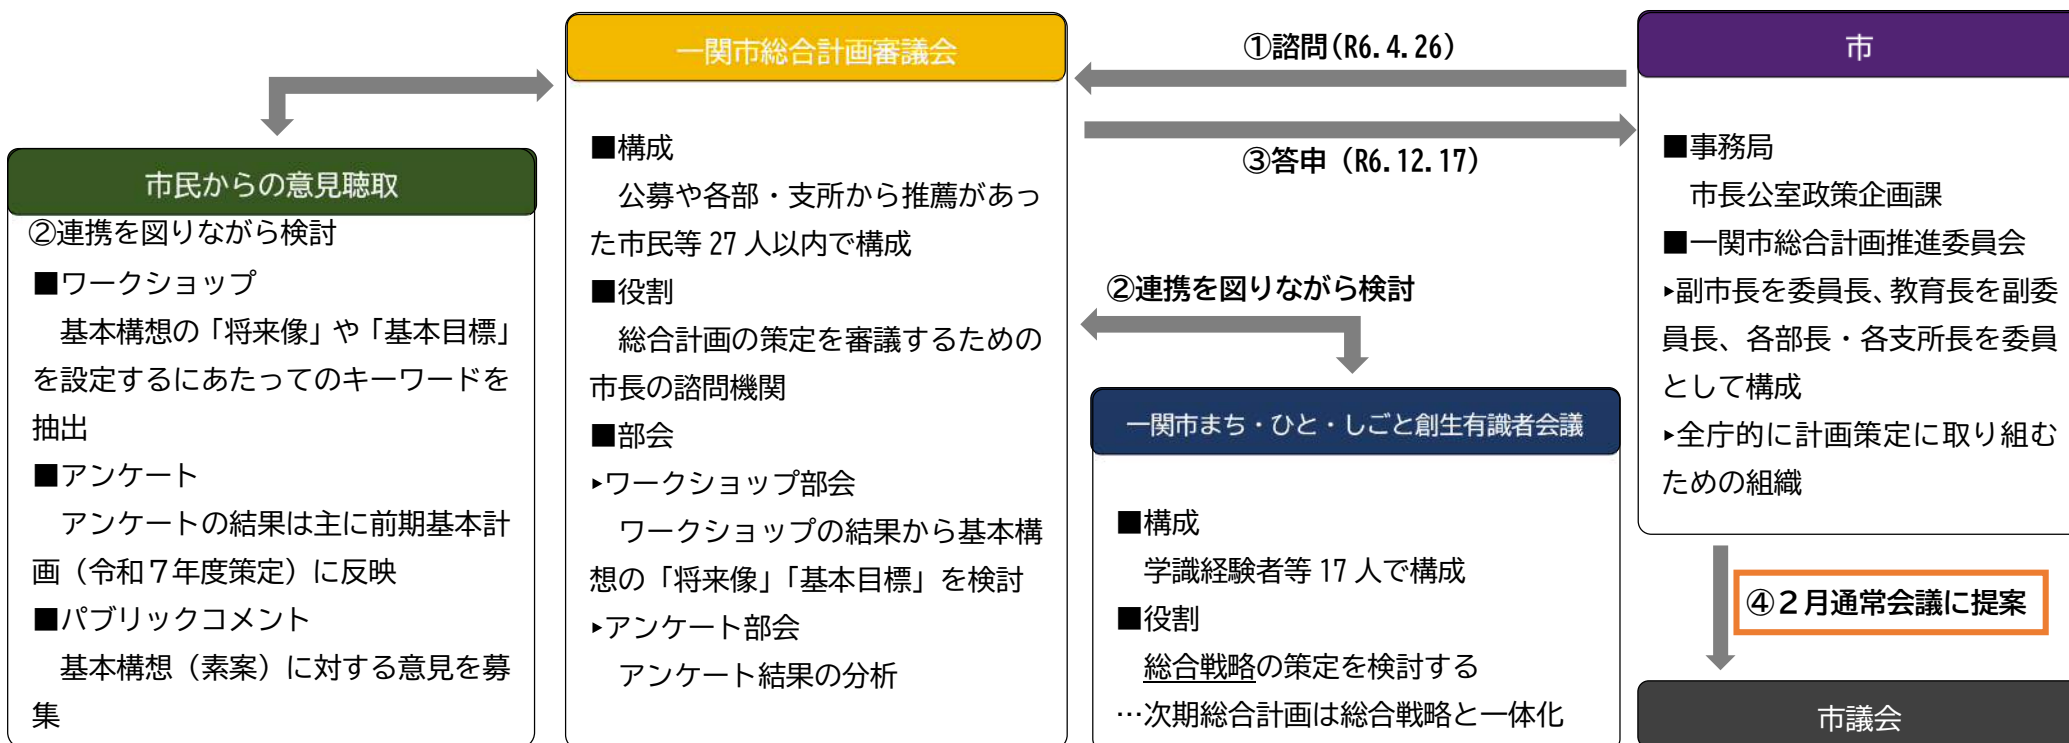 市民からの意見聴取
②連携を図りながら検討
■ワークショップ
基本構想の「将来像」や「基本目標」
を設定するにあたってのキーワードを
抽出
■アンケート
アンケートの結果は主に前期基本計
画（令和７年度策定）に反映
■パブリックコメント
基本構想（素案）に対する意見を募
集
一関市総合計画審議会
■構成
公募や各部・支所から推薦があっ
た市民等 27 人以内で構成
■役割
総合計画の策定を審議するための
市長の諮問機関
■部会
▸ワークショップ部会
ワークショップの結果から基本構
想の「将来像」「基本目標」を検討
▸アンケート部会
アンケート結果の分析
①諮問(R6.4.26)
③答申（R6.12.17）
②連携を図りながら検討
一関市まち・ひと・しごと創生有識者会議
■構成
学識経験者等 17 人で構成
■役割
総合戦略の策定を検討する
…次期総合計画は総合戦略と一体化
市
■事務局
市長公室政策企画課
■一関市総合計画推進委員会
▸副市長を委員長、教育長を副委
員長、各部長・各支所長を委員
として構成
▸全庁的に計画策定に取り組む
ための組織
④２月通常会議に提案
市議会